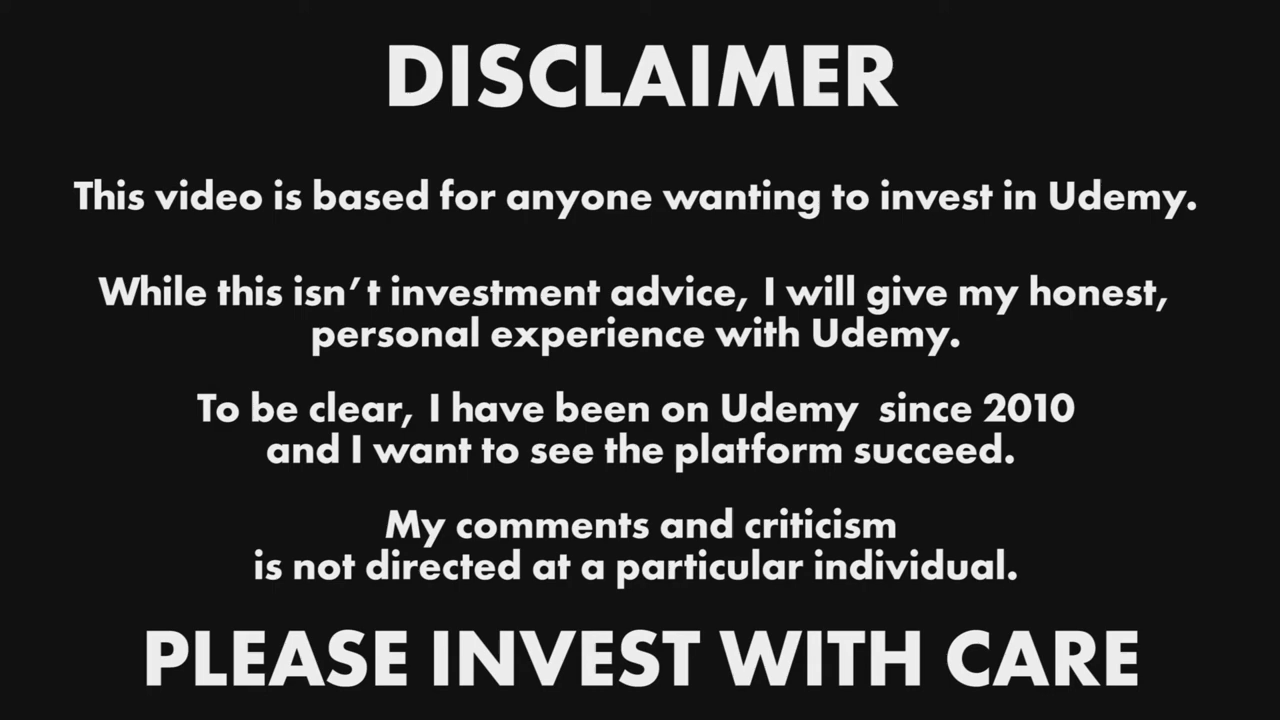 DISCLAIMER
This video is based for anyone wanting to invest in Udemy.
While this isn't investment advice, I will give my honest,
personal experience with Udemy.
To be clear, I have been on Udemy since 2010
and I want to see the platform succeed.
My comments and criticism
is not directed at a particular individual.
PLEASE INVEST WITH CARE